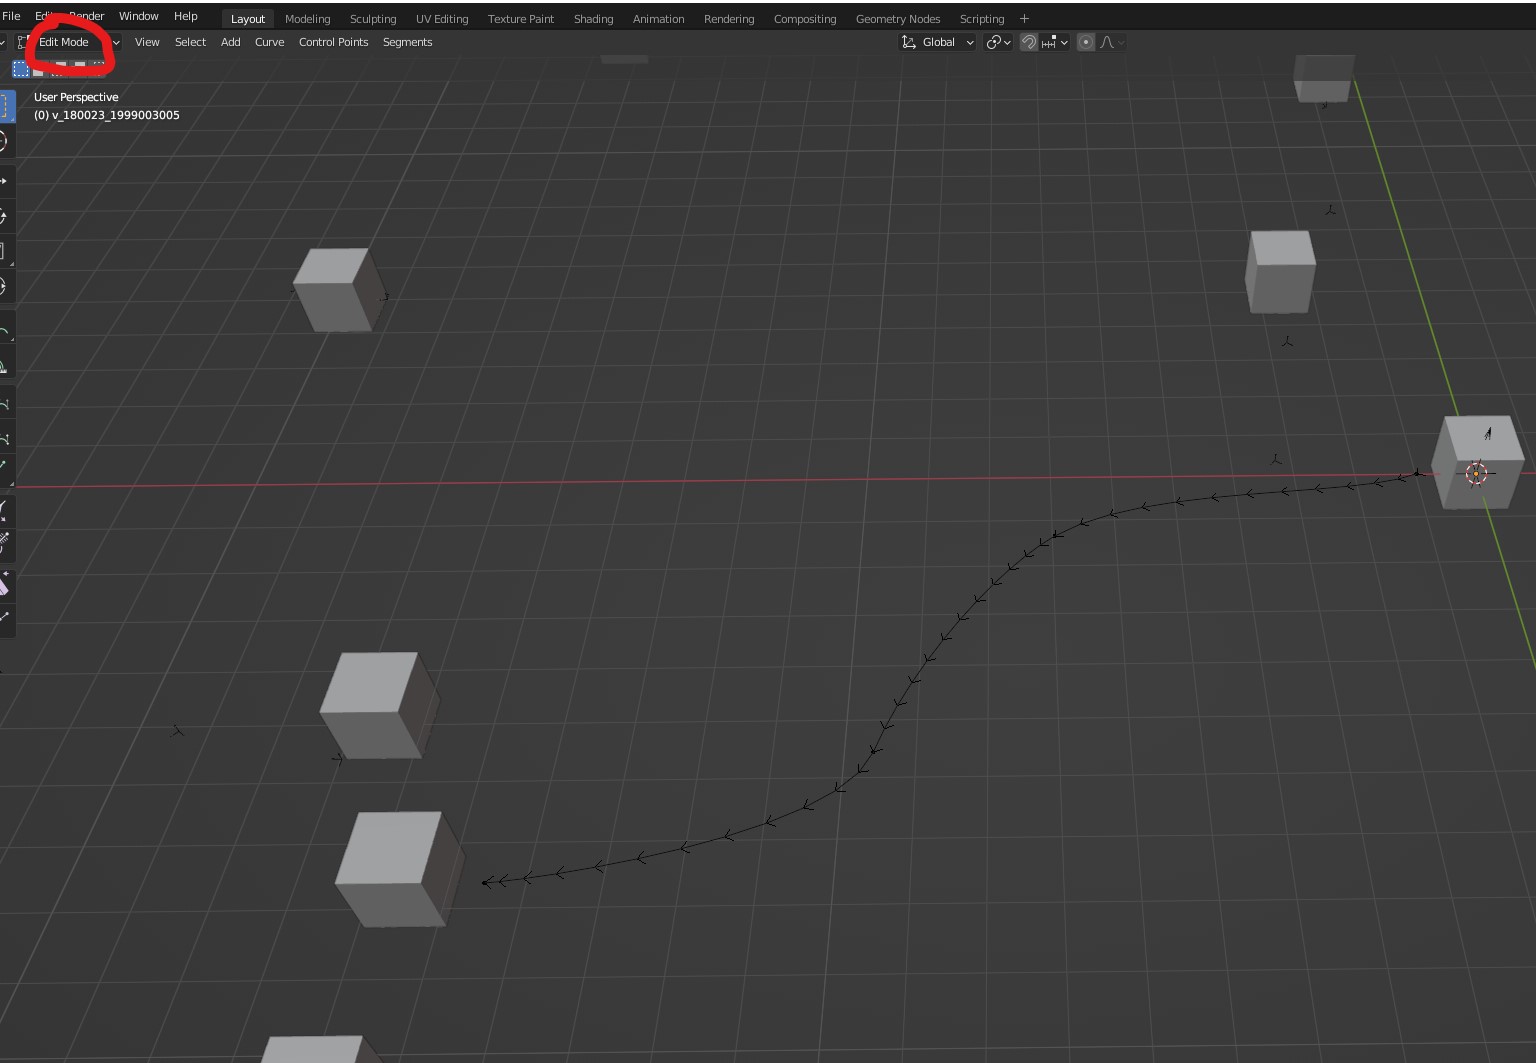 File Edit Render Window Help Layout Modeling Sculpting UV Editing Texture Paint Shading Animation Rendering Compositing Geometry Nodes Scripting +
Edit Mode View Select Add Curve Control Points Segments Global
User Perspective
(0) v_180023_1999003005